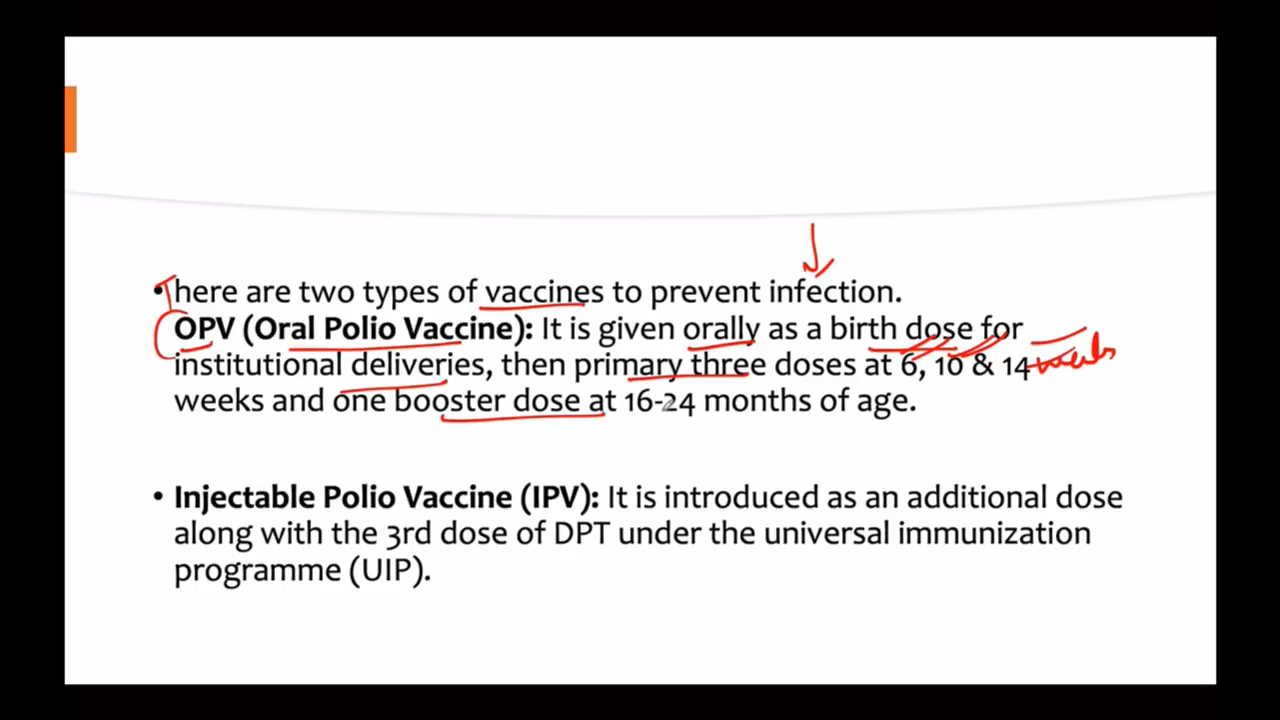 •There are two types of vaccines to prevent infection.
OPV (Oral Polio Vaccine): It is given orally as a birth dose for
institutional deliveries, then primary three doses at 6, 10 & 14 weeks
weeks and one booster dose at 16-24 months of age.
• Injectable Polio Vaccine (IPV): It is introduced as an additional dose
along with the 3rd dose of DPT under the universal immunization
programme (UIP).